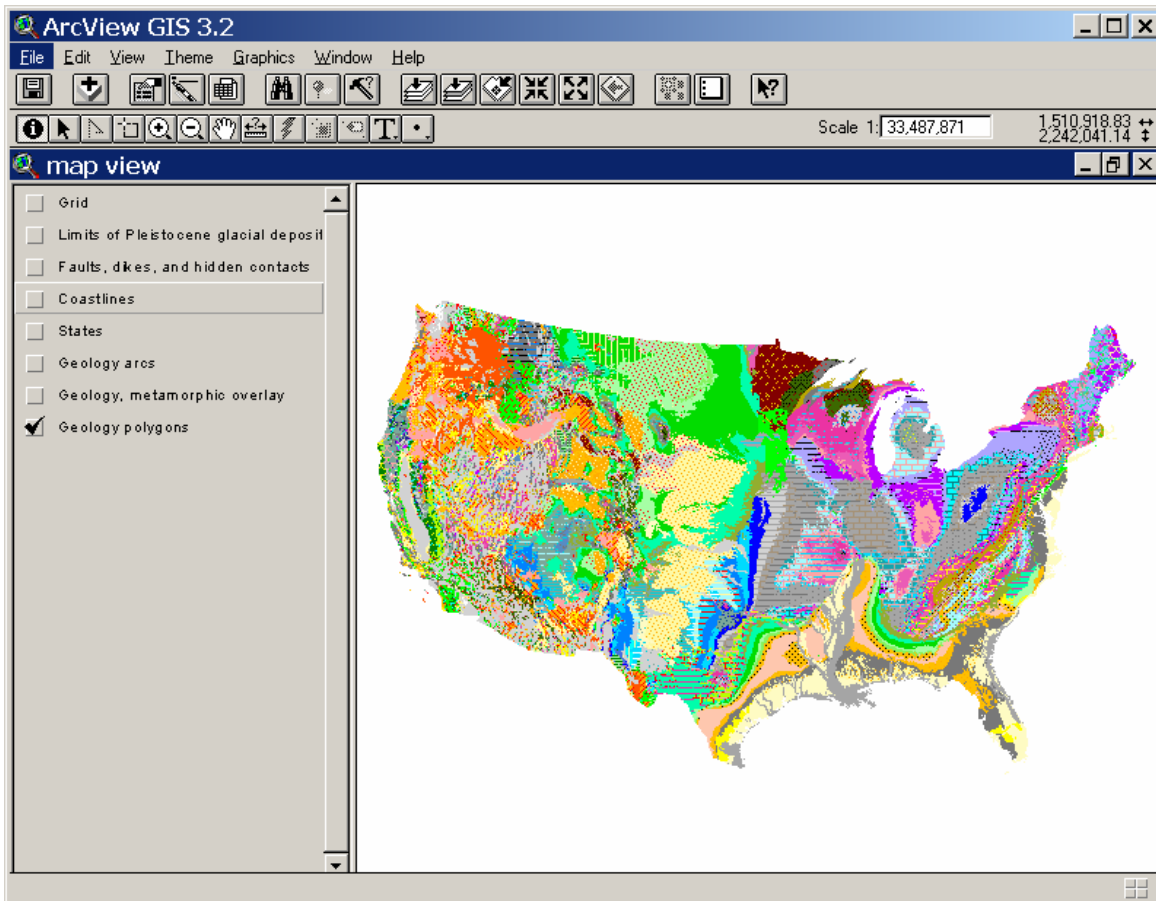 ArcView GIS 3.2
File Edit View Theme Graphics Window Help
Scale 1: 33,487,871
1,510,918.83
2,242,041.14
map view
Grid
Limits of Pleistocene glacial deposit
Faults, dikes, and hidden contacts
Coastlines
States
Geology arcs
Geology, metamorphic overlay
Geology polygons